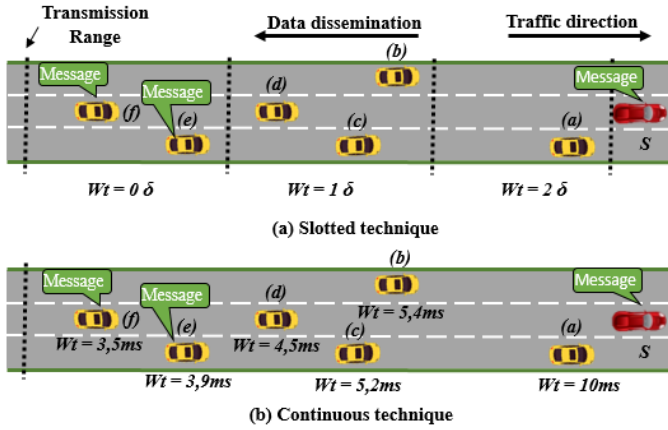 Transmission
Range
Data dissemination
Traffic direction
(b)
Message
Message
Message
(d)
(f)
(e)
(c)
(a)
S
Wt = 0 δ
Wt = 1 δ
Wt = 2 δ
(a) Slotted technique
(b)
Message
Message
Message
(d)
Wt = 5,4ms
(f)
(e)
(c)
(a)
S
Wt = 3,5ms
Wt = 4,5ms
Wt = 3,9ms
Wt = 5,2ms
Wt = 10ms
(b) Continuous technique